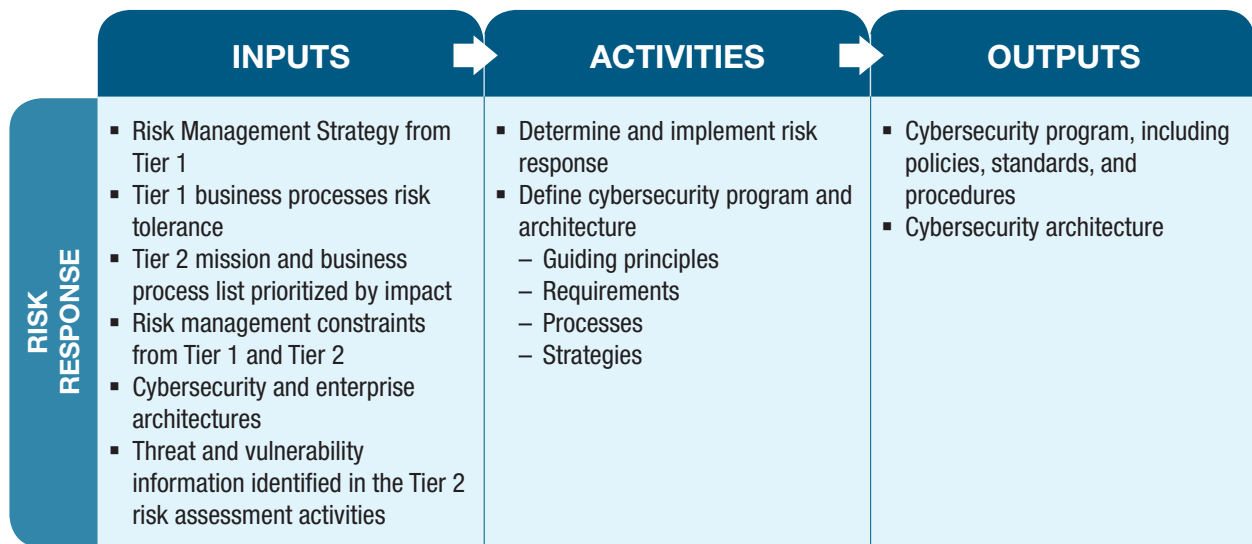 INPUTS
ACTIVITIES
OUTPUTS
RISK
RESPONSE
▪ Risk Management Strategy from
Tier 1
▪ Tier 1 business processes risk
tolerance
▪ Tier 2 mission and business
process list prioritized by impact
▪ Risk management constraints
from Tier 1 and Tier 2
▪ Cybersecurity and enterprise
architectures
▪ Threat and vulnerability
information identified in the Tier 2
risk assessment activities
▪ Determine and implement risk
response
▪ Define cybersecurity program and
architecture
– Guiding principles
– Requirements
– Processes
– Strategies
▪ Cybersecurity program, including
policies, standards, and
procedures
▪ Cybersecurity architecture